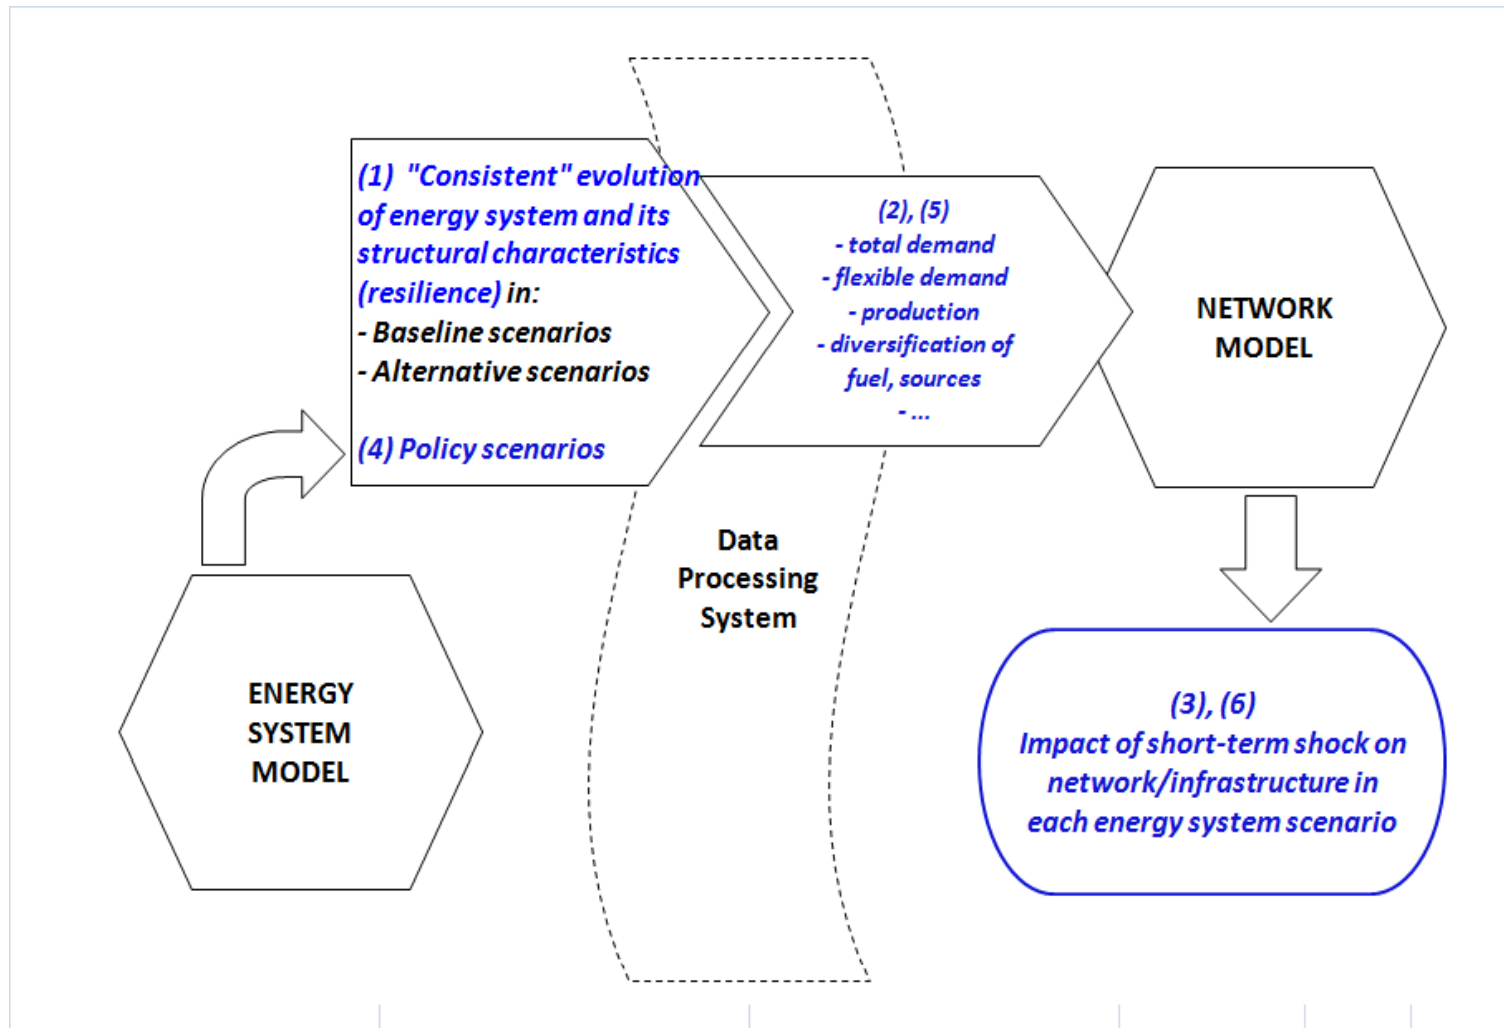 (1) "Consistent" evolution
of energy system and its
structural characteristics
(resilience) in:
- Baseline scenarios
- Alternative scenarios
(4) Policy scenarios
(2), (5)
- total demand
- flexible demand
- production
- diversification of
fuel, sources
- ...
NETWORK
MODEL
Data
Processing
System
ENERGY
SYSTEM
MODEL
(3), (6)
Impact of short-term shock on
network/infrastructure in
each energy system scenario